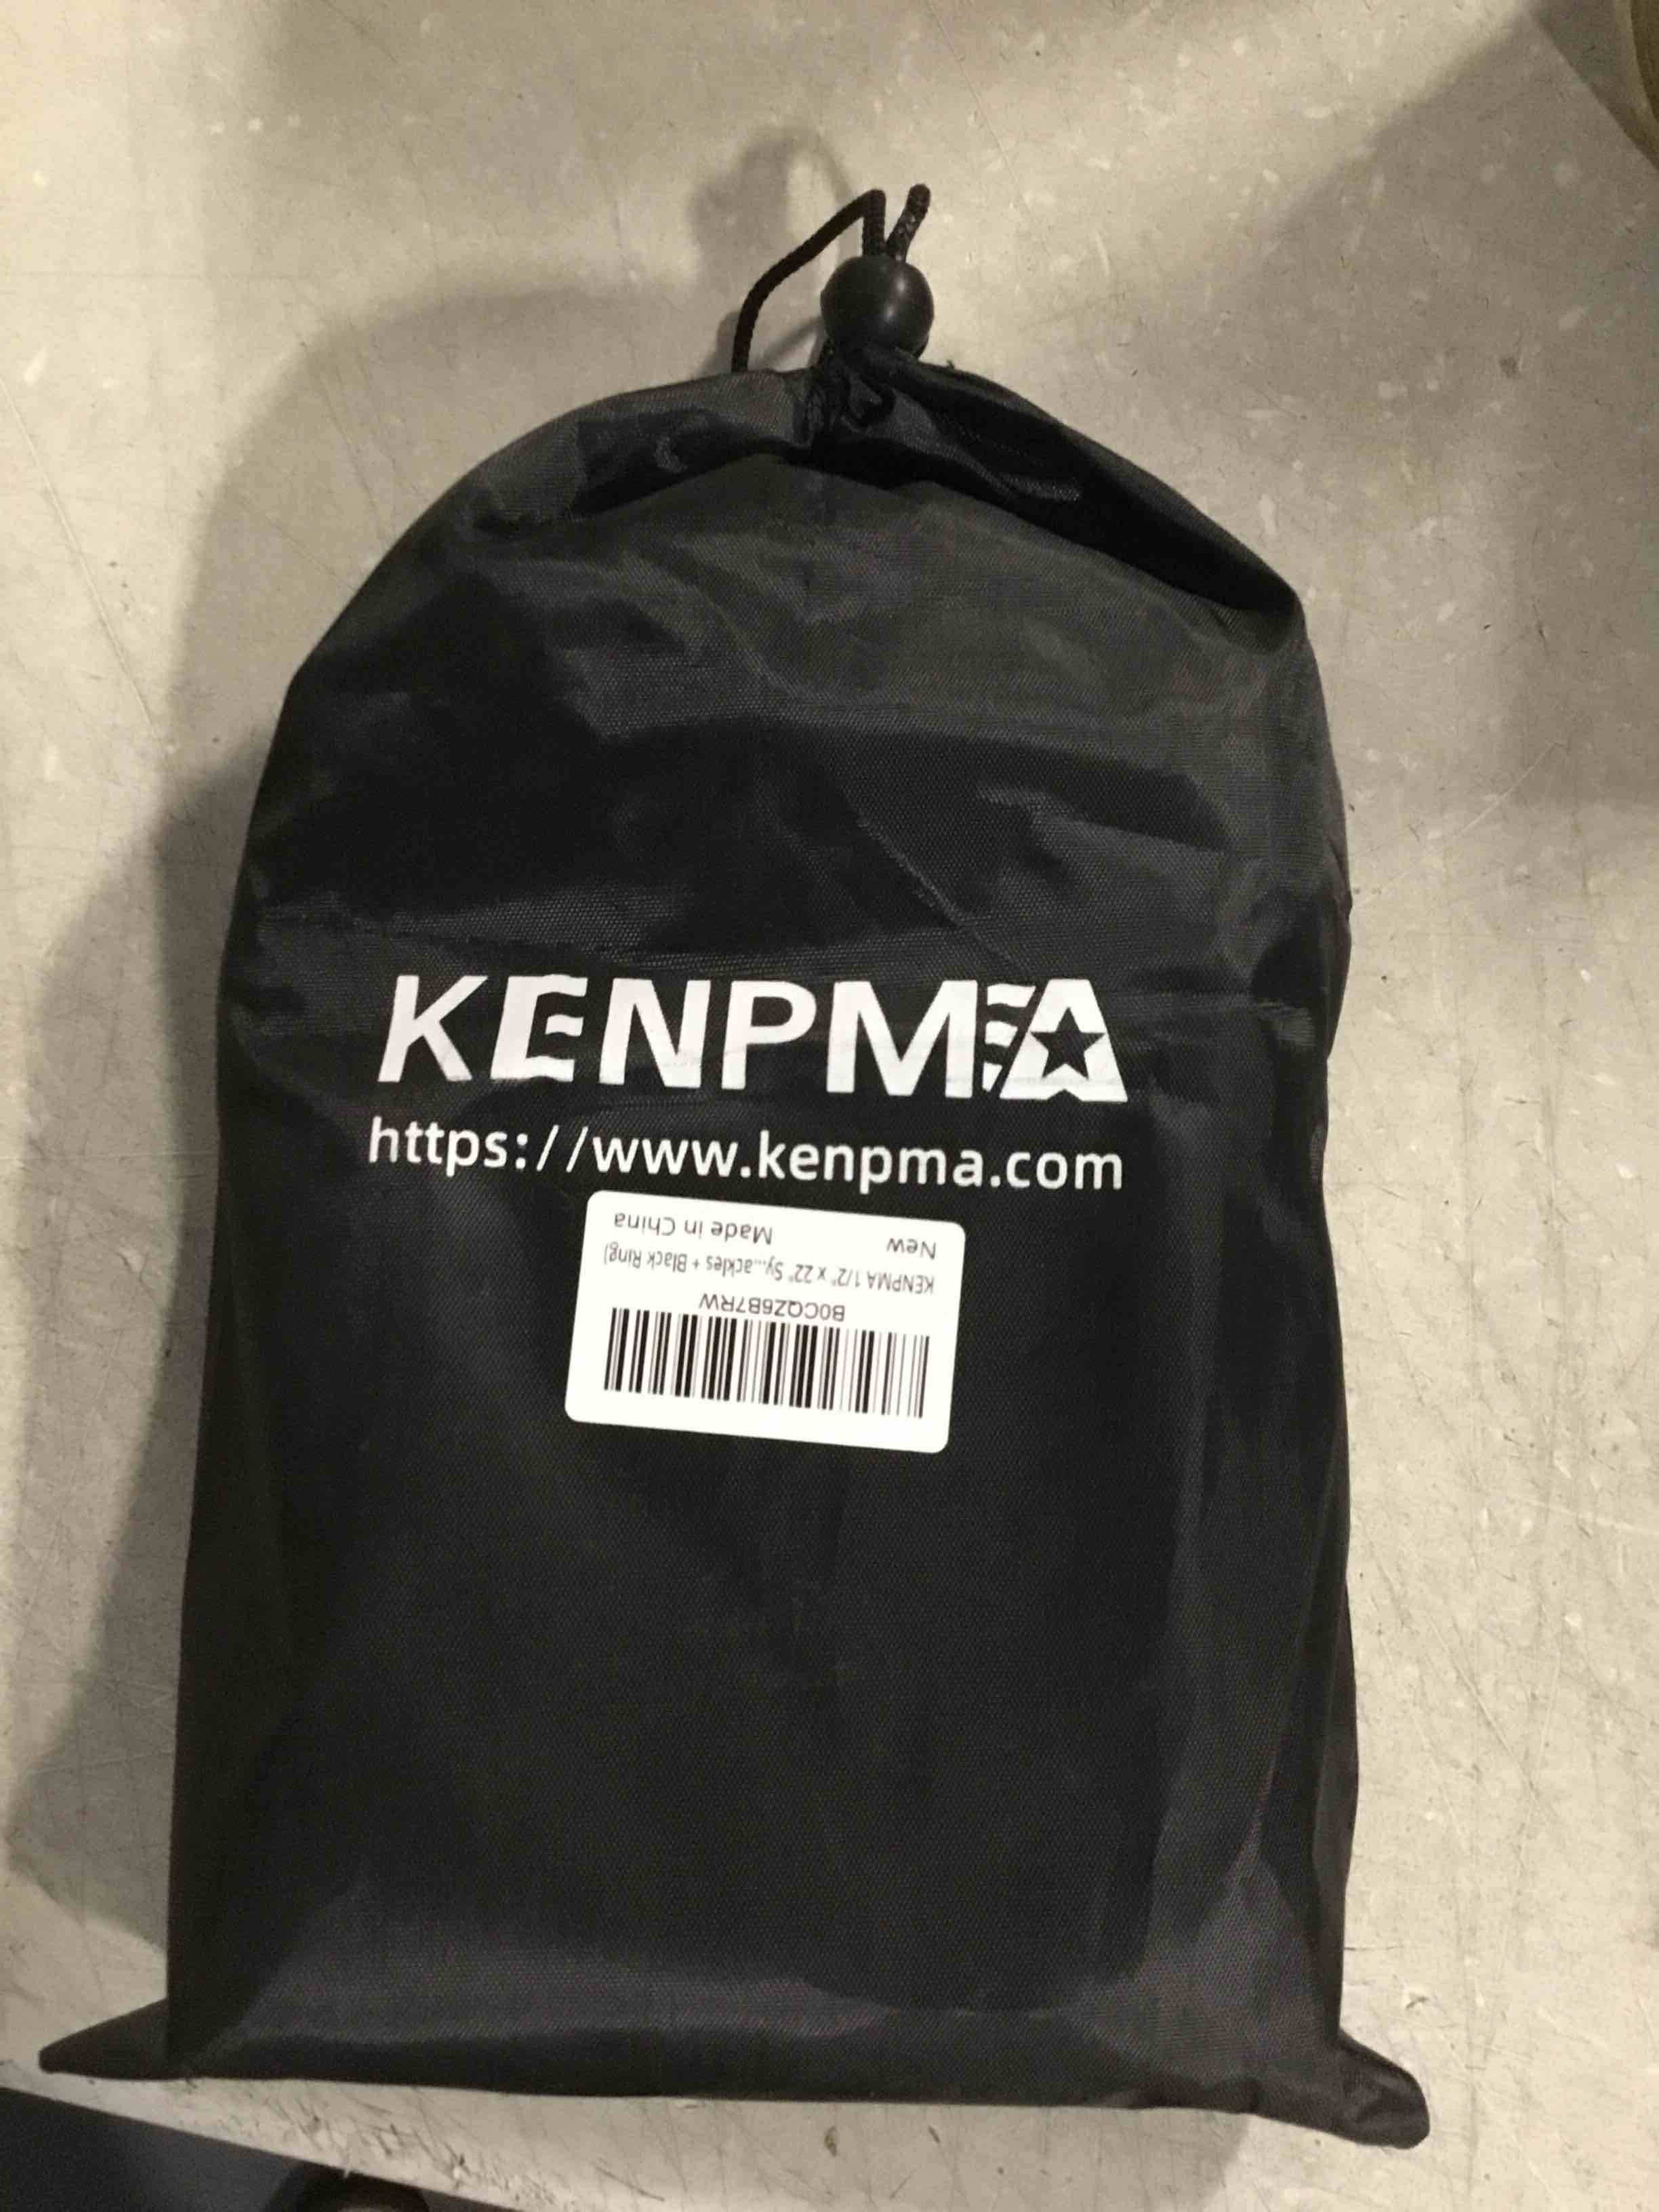 KENPMA
https://www.kenpma.com
B0CQZ6B7RW
KENPMA 1/2" x 22" Sy...ackles + Black Ring)
New
Made in China